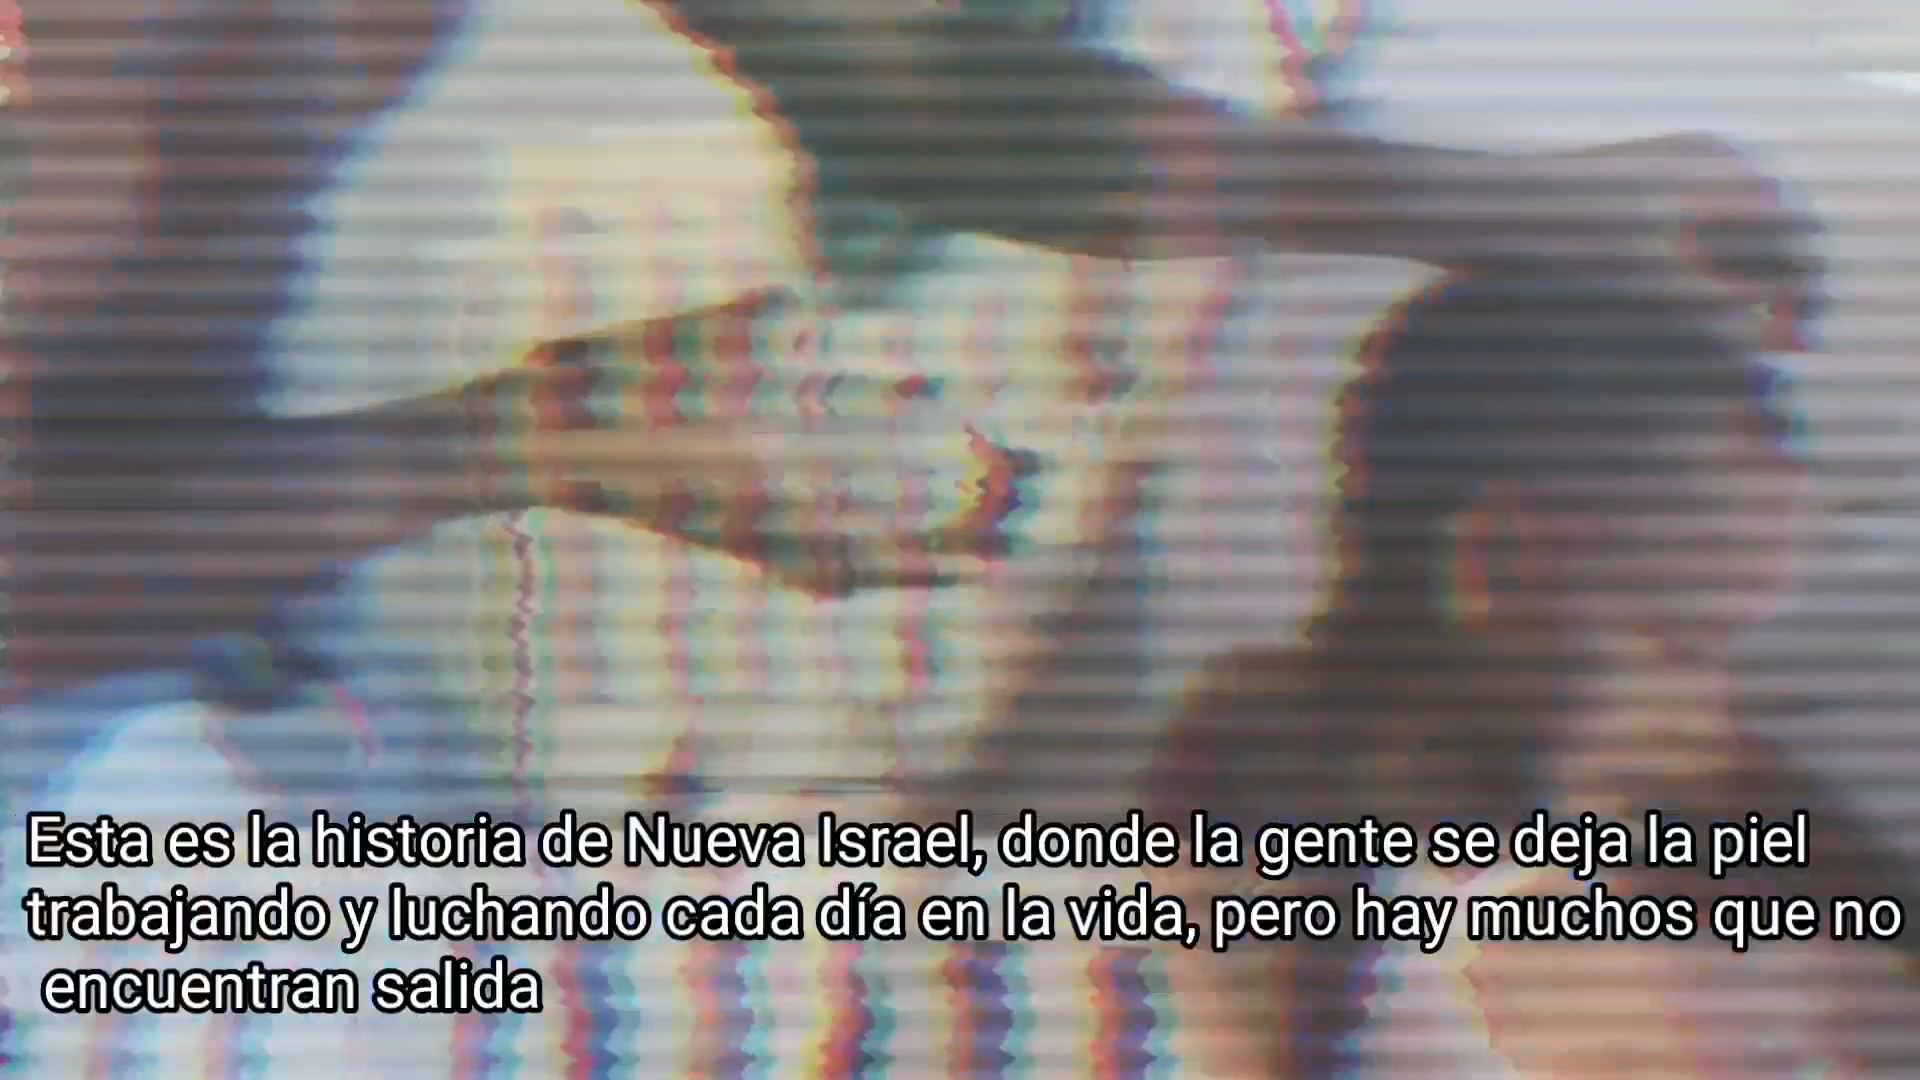 Esta es la historia de Nueva Israel, donde la gente se deja la piel
trabajando y luchando cada día en la vida, pero hay muchos que no
encuentran salida